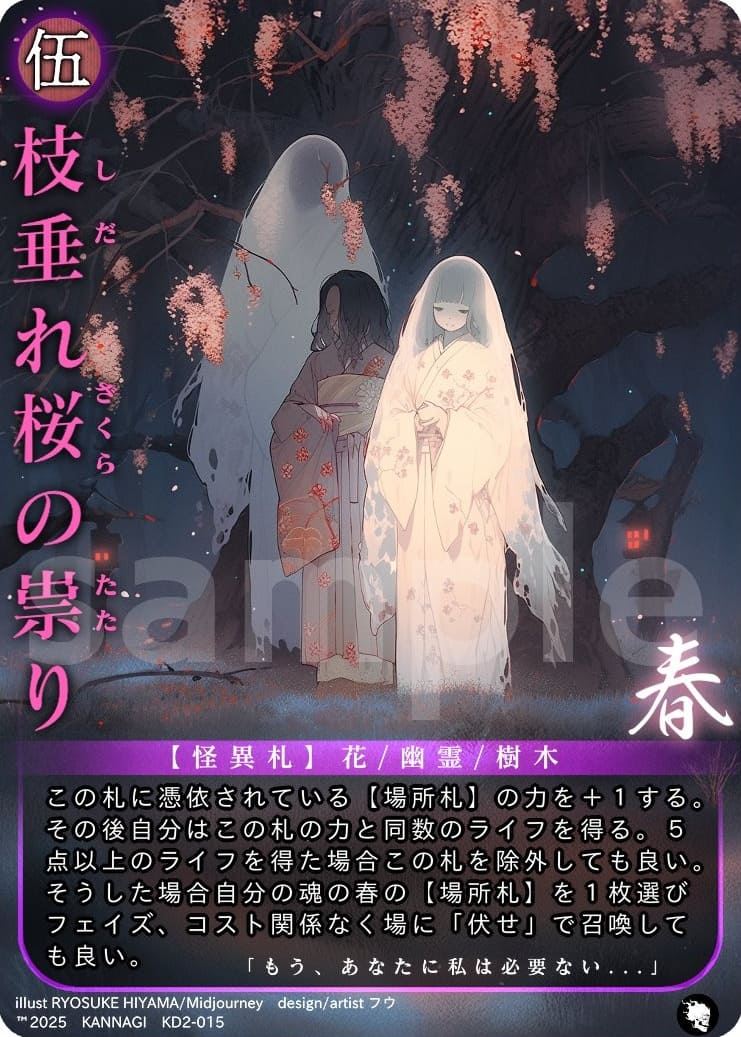 伍
枝垂れ桜の祟り
しだ
ざくら
たた
sample
春
【怪異札】花/幽霊/樹木
この札に憑依されている【場所札】の力を＋１する。
その後自分はこの札の力と同数のライフを得る。５
点以上のライフを得た場合この札を除外しても良い。
そうした場合自分の魂の春の【場所札】を１枚選び
フェイズ、コスト関係なく場に「伏せ」で召喚して
も良い。
「もう、あなたに私は必要ない...」
illust RYOSUKE HIYAMA/Midjourney design/artist フウ
™2025 KANNAGI KD2-015